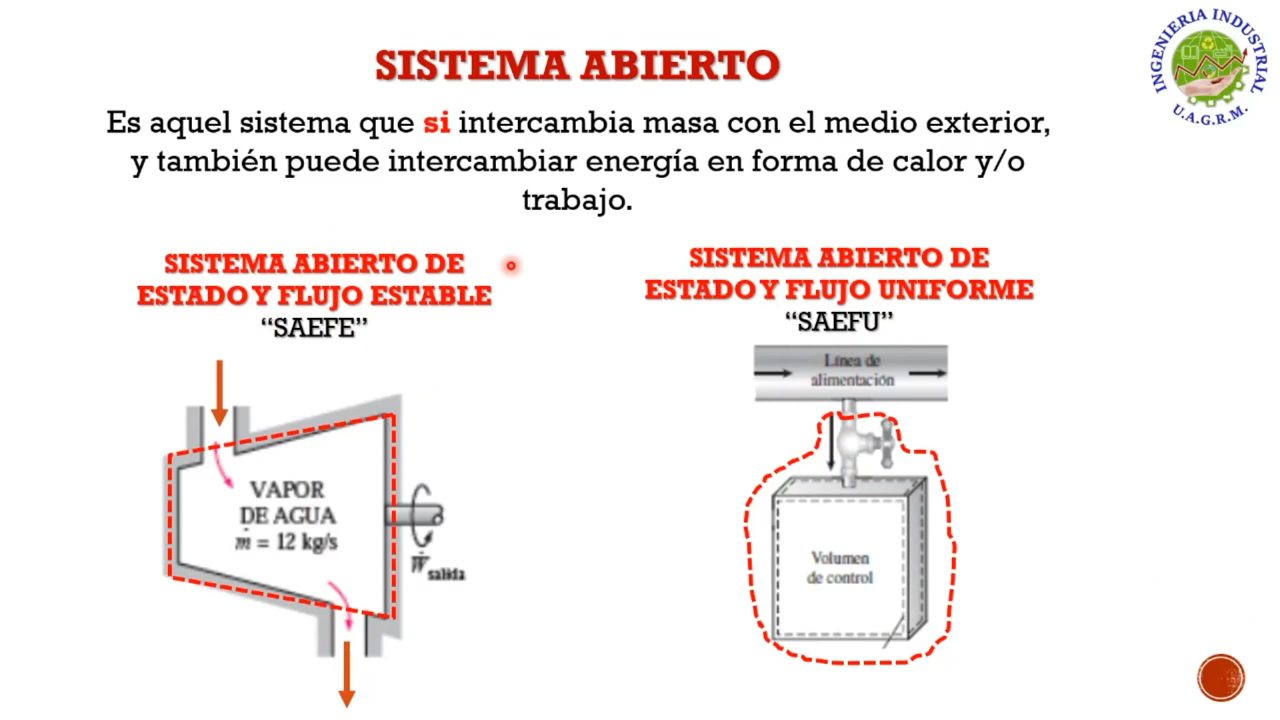 SISTEMA ABIERTO
INGENIERIA INDUSTRIAL
U.A.G.R.M.
Es aquel sistema que si intercambia masa con el medio exterior,
y también puede intercambiar energía en forma de calor y/o
trabajo.
SISTEMA ABIERTO DE
ESTADO Y FLUJO ESTABLE
“SAEFE”
VAPOR
DE AGUA
ṁ = 12 kg/s
Ẇsalida
SISTEMA ABIERTO DE
ESTADO Y FLUJO UNIFORME
“SAEFU”
Línea de
alimentación
Volumen
de control